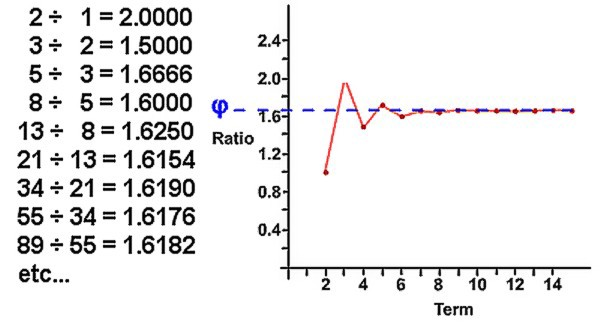 2 ÷ 1 = 2.0000
3 ÷ 2 = 1.5000
5 ÷ 3 = 1.6666
8 ÷ 5 = 1.6000
13 ÷ 8 = 1.6250
21 ÷ 13 = 1.6154
34 ÷ 21 = 1.6190
55 ÷ 34 = 1.6176
89 ÷ 55 = 1.6182
etc...
2.4
2.0
φ
1.6
Ratio
1.2
0.8
0.4
2 4 6 8 10 12 14
Term